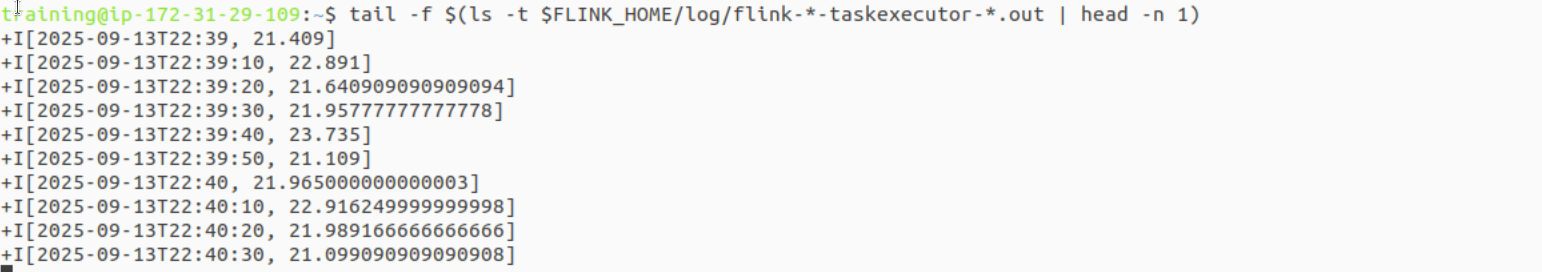 training@ip-172-31-29-109:~$ tail -f $(ls -t $FLINK_HOME/log/flink-*-taskexecutor-*.out | head -n 1)
+I[2025-09-13T22:39, 21.409]
+I[2025-09-13T22:39:10, 22.891]
+I[2025-09-13T22:39:20, 21.640909090909094]
+I[2025-09-13T22:39:30, 21.95777777777778]
+I[2025-09-13T22:39:40, 23.735]
+I[2025-09-13T22:39:50, 21.109]
+I[2025-09-13T22:40, 21.965000000000003]
+I[2025-09-13T22:40:10, 22.916249999999998]
+I[2025-09-13T22:40:20, 21.989166666666666]
+I[2025-09-13T22:40:30, 21.099090909090908]